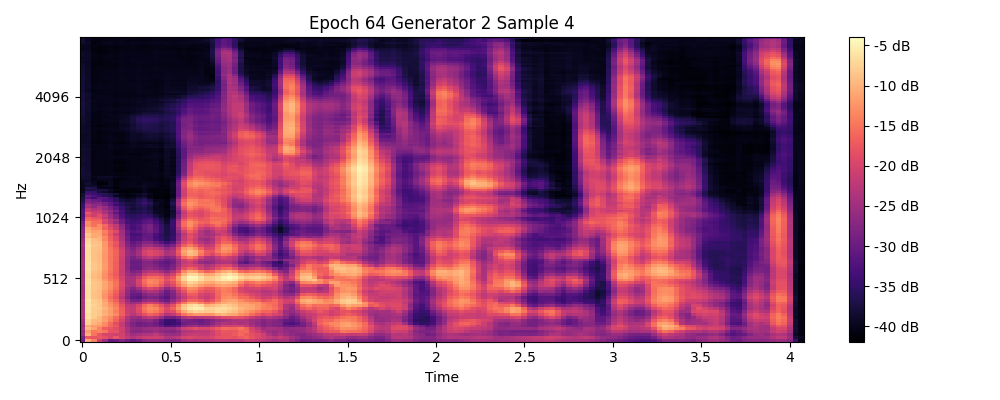 Epoch 64 Generator 2 Sample 4
Hz
4096
2048
1024
512
0
0 0.5 1 1.5 2 2.5 3 3.5 4
Time
-5 dB
-10 dB
-15 dB
-20 dB
-25 dB
-30 dB
-35 dB
-40 dB